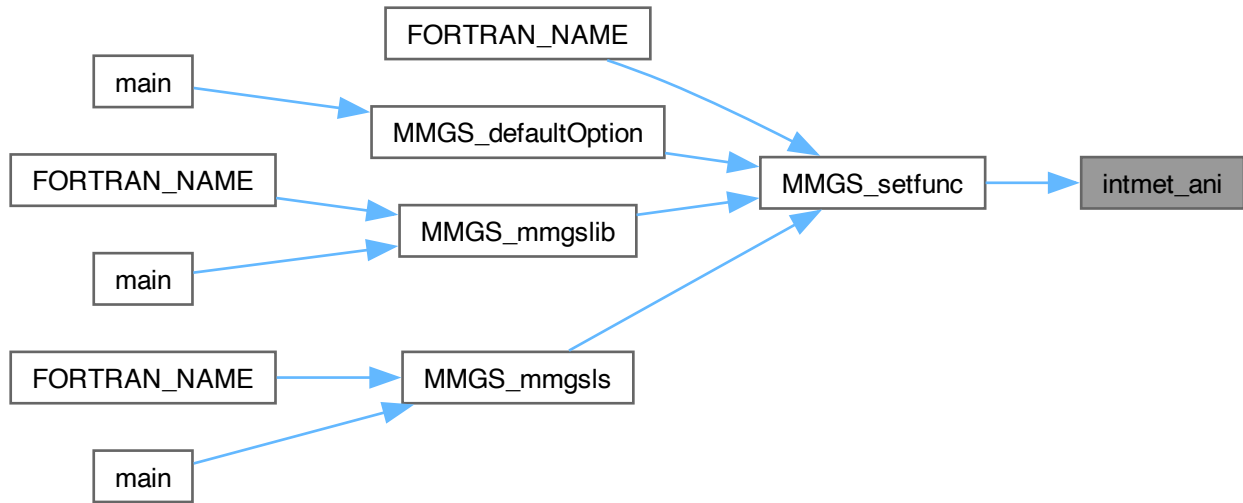 FORTRAN_NAME
main
MMGS_defaultOption
FORTRAN_NAME
MMGS_setfunc
intmet_ani
MMGS_mmgslib
main
FORTRAN_NAME
MMGS_mmgsls
main